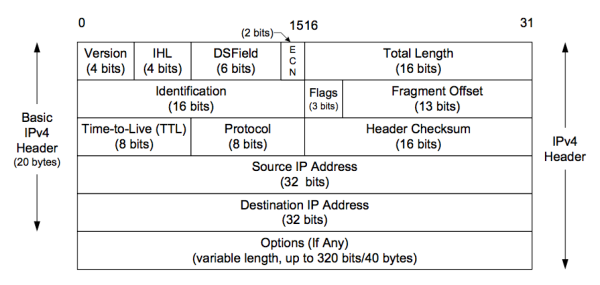 0 1516 31
(2 bits)
Version IHL DSField E Total Length
(4 bits) (4 bits) (6 bits) C (16 bits)
N
Identification Flags Fragment Offset
(16 bits) (3 bits) (13 bits)
Basic
IPv4
Header
(20 bytes)
Time-to-Live (TTL) Protocol Header Checksum
(8 bits) (8 bits) (16 bits)
IPv4
Header
Source IP Address
(32 bits)
Destination IP Address
(32 bits)
Options (If Any)
(variable length, up to 320 bits/40 bytes)